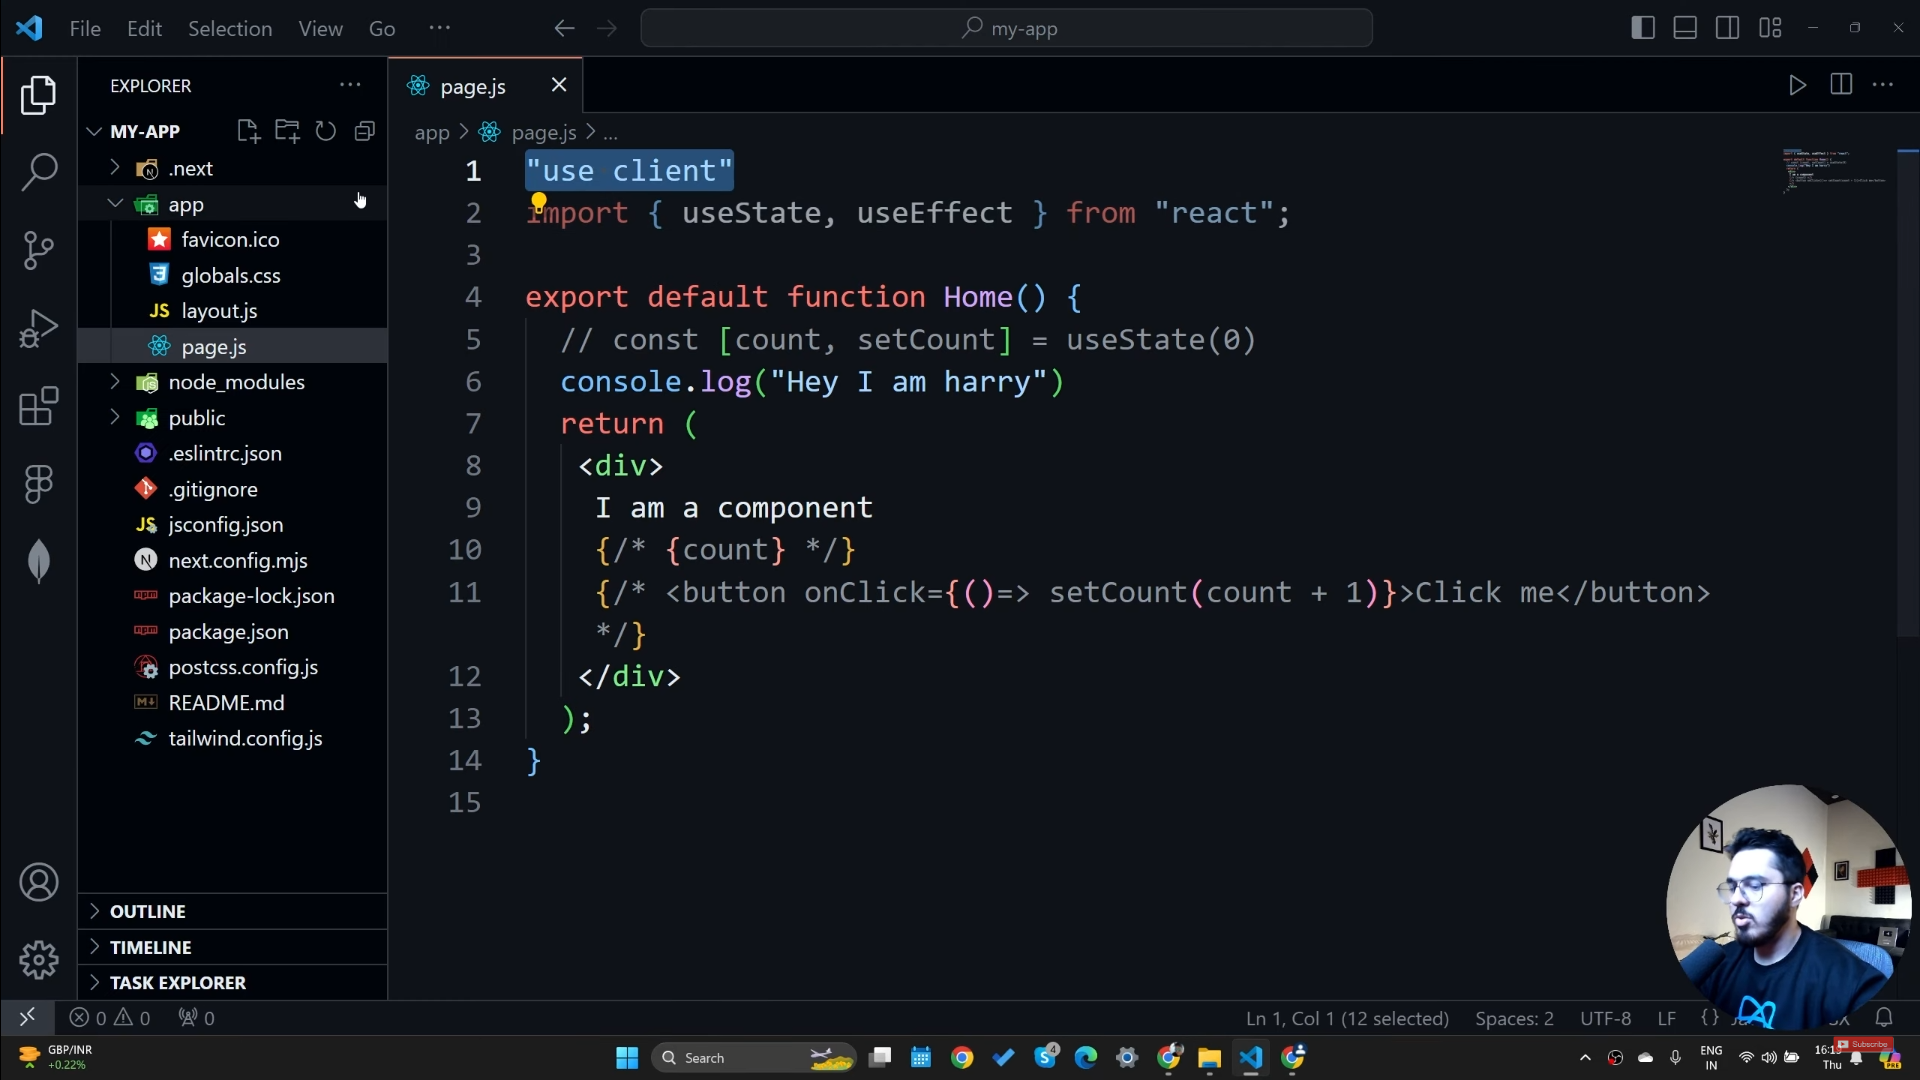 File Edit Selection View Go ...
my-app
EXPLORER
MY-APP
.next
app
favicon.ico
globals.css
layout.js
page.js
node_modules
public
.eslintrc.json
.gitignore
jsconfig.json
next.config.mjs
package-lock.json
package.json
postcss.config.js
README.md
tailwind.config.js
OUTLINE
TIMELINE
TASK EXPLORER
page.js
app > page.js > ...
1 "use client"
2 import { useState, useEffect } from "react";
3
4 export default function Home() {
5 // const [count, setCount] = useState(0)
6 console.log("Hey I am harry")
7 return (
8 <div>
9 I am a component
10 {/* {count} */}
11 {/* <button onClick={()=> setCount(count + 1)}>Click me</button>
*/}
12 </div>
13 );
14 }
15
0 0 0
Ln 1, Col 1 (12 selected) Spaces: 2 UTF-8 LF {}
GBP/INR
+0.22%
Search
4
ENG
IN
Thu
Subscribe
PRE